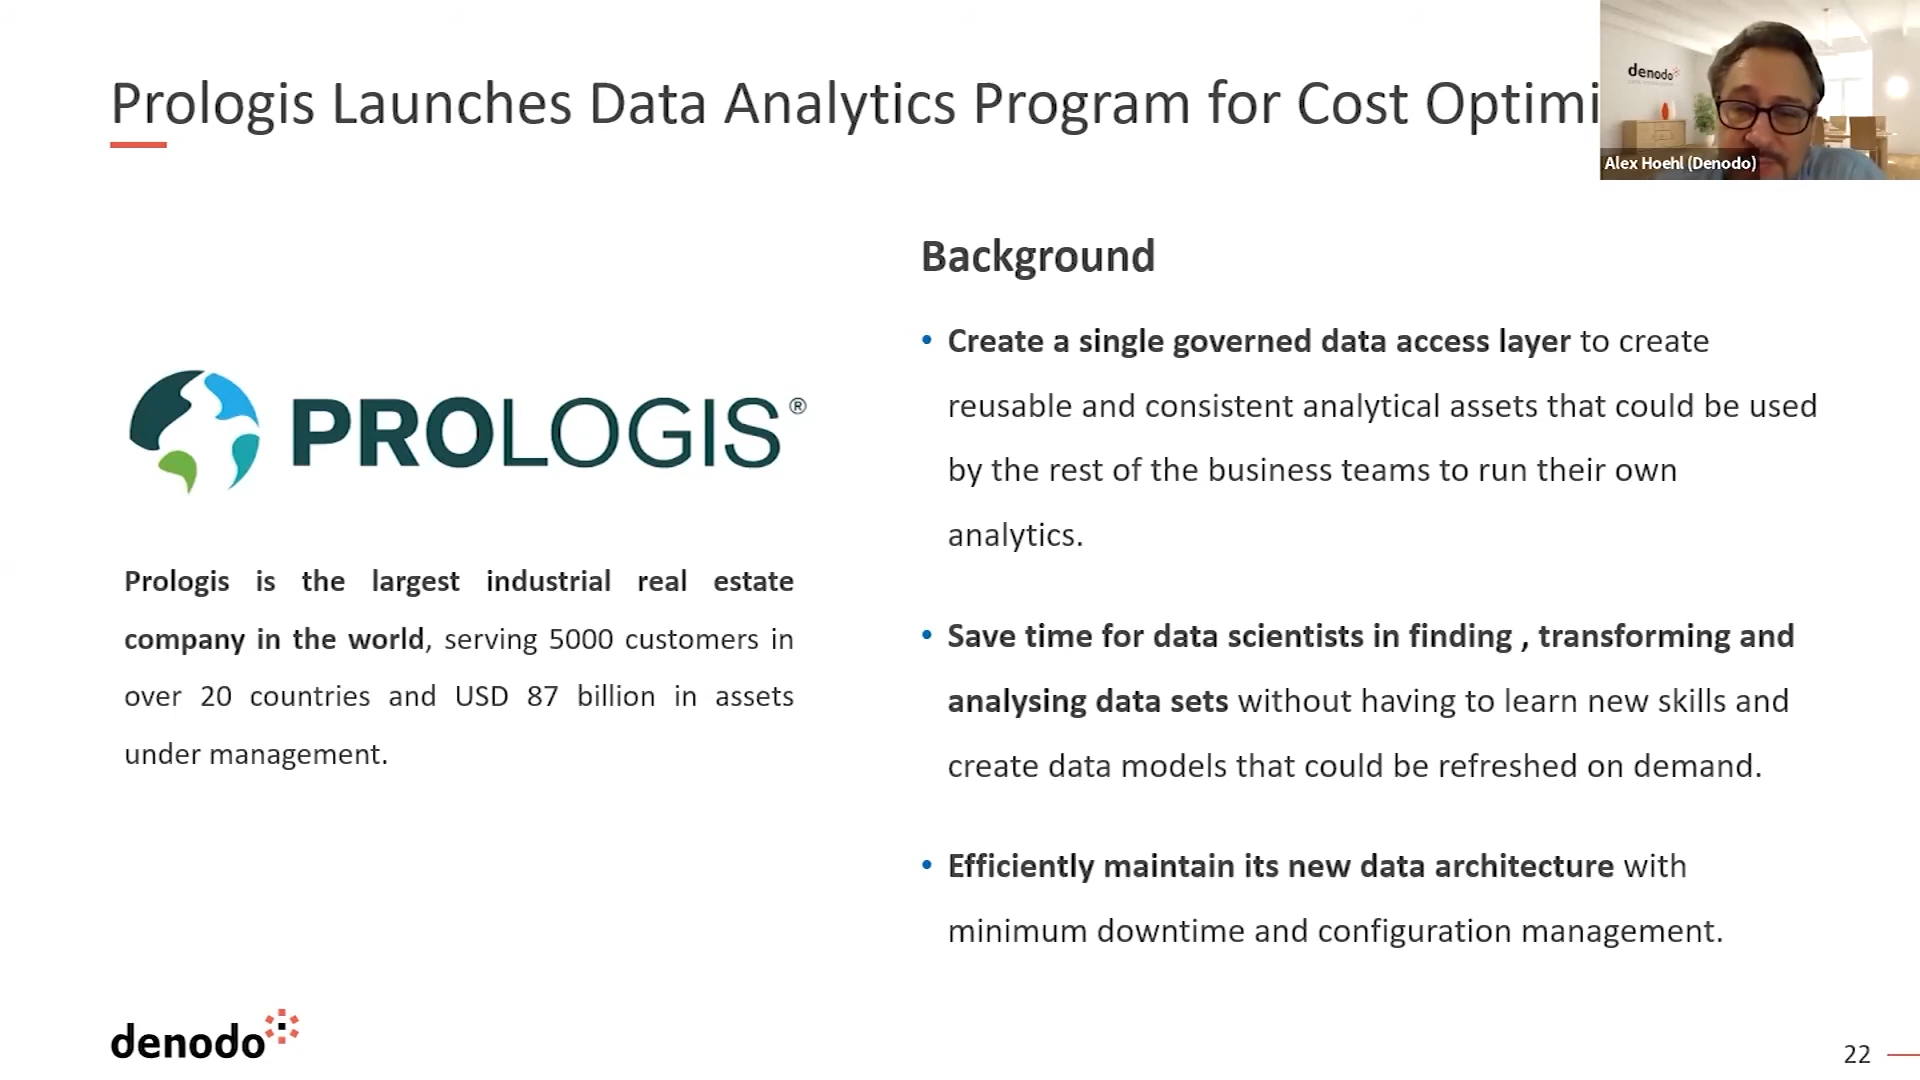 Prologis Launches Data Analytics Program for Cost Optimi
denodo
Alex Hoehl (Denodo)
PROLOGIS®
Prologis is the largest industrial real estate
company in the world, serving 5000 customers in
over 20 countries and USD 87 billion in assets
under management.
Background
• Create a single governed data access layer to create
reusable and consistent analytical assets that could be used
by the rest of the business teams to run their own
analytics.
• Save time for data scientists in finding , transforming and
analysing data sets without having to learn new skills and
create data models that could be refreshed on demand.
• Efficiently maintain its new data architecture with
minimum downtime and configuration management.
denodo
22